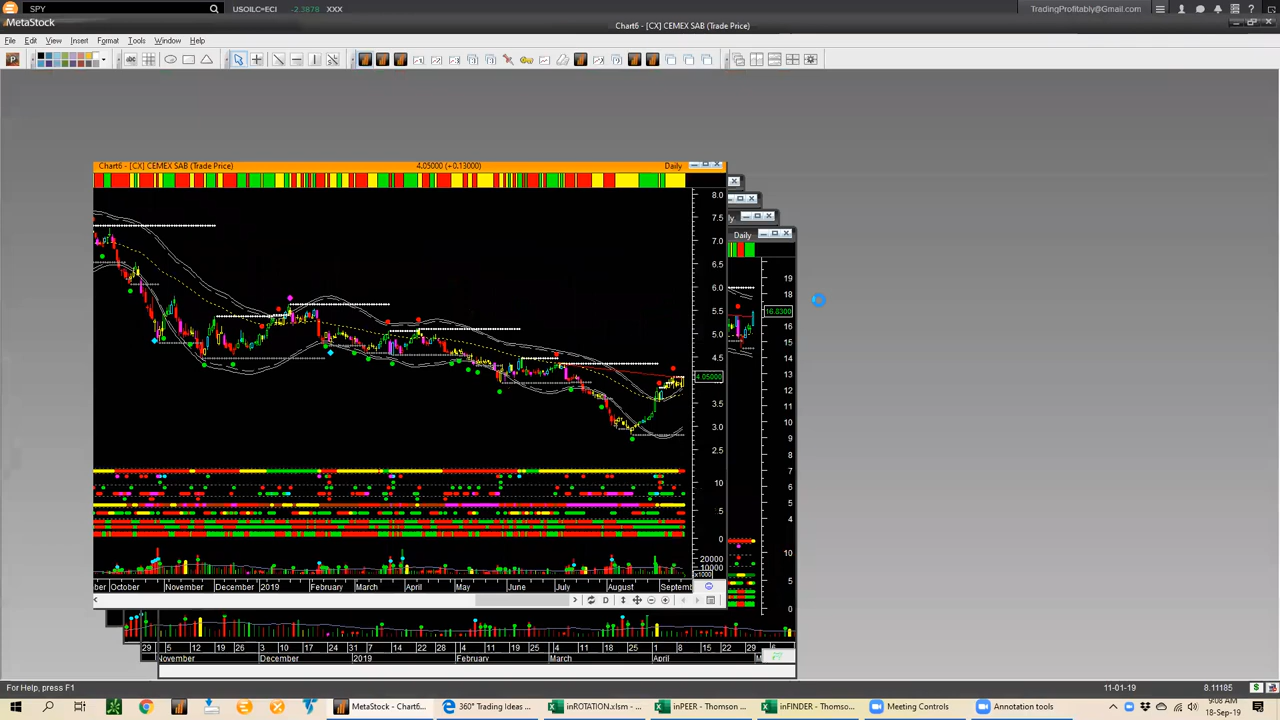 SPY
USOILC=ECI -2.3878 XXX
TradingProfitably@Gmail.com
MetaStock
Chart6 - [CX] CEMEX SAB (Trade Price)
File Edit View Insert Format Tools Window Help
Chart6 - [CX] CEMEX SAB (Trade Price) 4.05000 (+0.13000) Daily
8.0
7.5
7.0
6.5
6.0
5.5
5.0
4.5
4.05000
3.5
3.0
2.5
10
5
0
20000
10000
x1000
ly.
Daily
19
18
16.8300
16
15
14
13
12
11
10
9
8
7
6
5
4
10
5
0
ber October November December 2019 February March April May June July August Septemb
D
29 5 12 19 26 3 10 17 24 31 7 14 22 28 4 11 19 25 4 11 18 25 1 8 15 22 29 6
November December 2019 February March April
For Help, press F1
11-01-19 8.11185
MetaStock - Chart6...
360° Trading Ideas ...
inROTATION.xlsm - ...
inPEER - Thomson ...
inFINDER - Thomso...
Meeting Controls
Annotation tools
9:08 AM
18-Sep-19